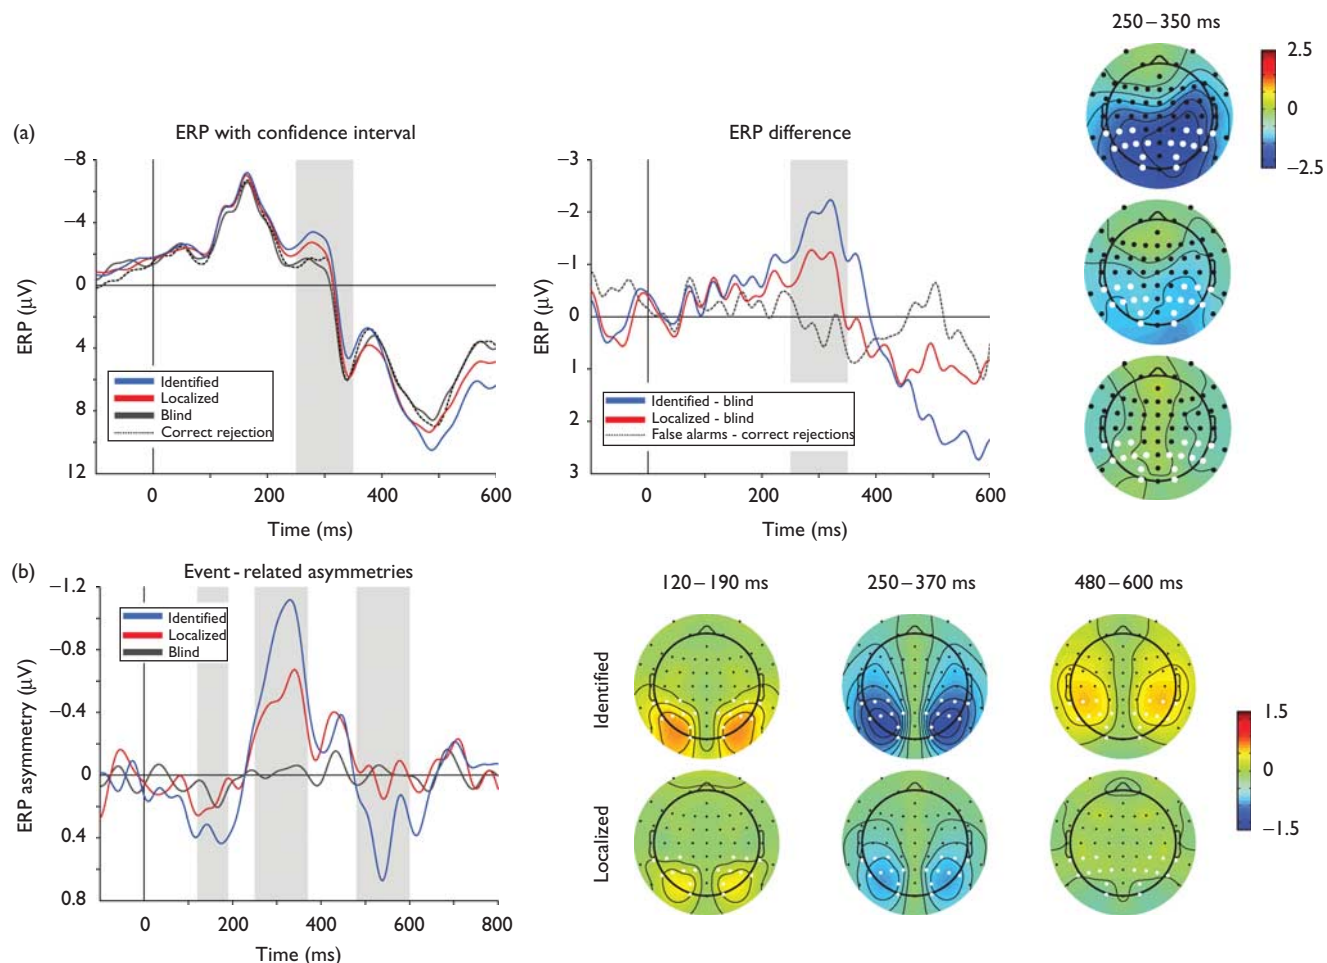 250–350 ms
2.5
0
−2.5
(a)
ERP with confidence interval
−8
−4
0
4
8
12
ERP (µV)
Identified
Localized
Blind
Correct rejection
0
200
400
600
Time (ms)
ERP difference
−3
−2
−1
0
1
2
3
ERP (µV)
Identified - blind
Localized - blind
False alarms - correct rejections
0
200
400
600
Time (ms)
(b)
Event-related asymmetries
−1.2
−0.8
−0.4
0
0.4
0.8
ERP asymmetry (µV)
Identified
Localized
Blind
0
200
400
600
800
Time (ms)
120–190 ms
250–370 ms
480–600 ms
Identified
Localized
1.5
0
−1.5